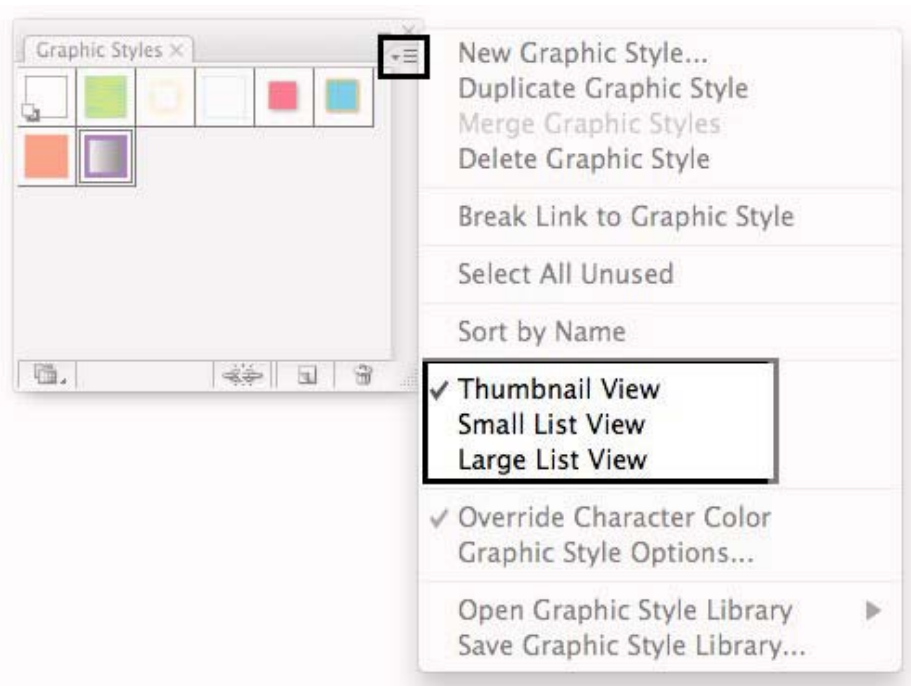 Graphic Styles
New Graphic Style...
Duplicate Graphic Style
Merge Graphic Styles
Delete Graphic Style
Break Link to Graphic Style
Select All Unused
Sort by Name
Thumbnail View
Small List View
Large List View
Override Character Color
Graphic Style Options...
Open Graphic Style Library
Save Graphic Style Library...